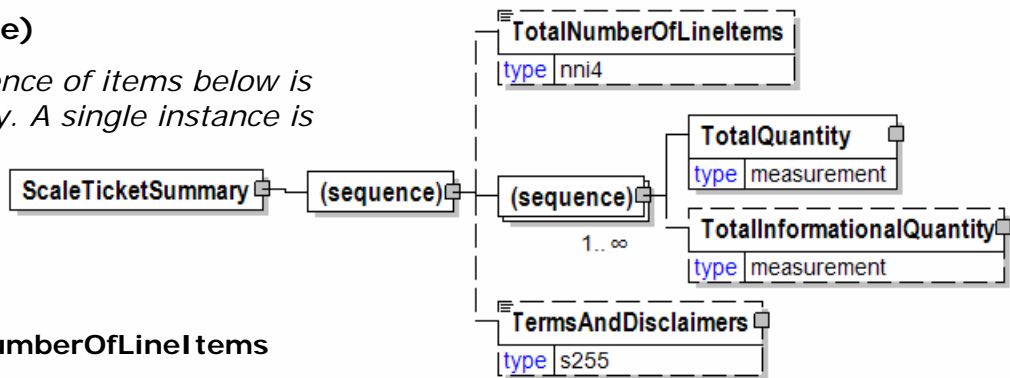 e)
ence of items below is
y. A single instance is
TotalNumberOfLineItems
type nni4
ScaleTicketSummary
(sequence)
(sequence)
1.. ∞
TotalQuantity
type measurement
TotalInformationalQuantity
type measurement
TermsAndDisclaimers
type s255
umberOfLineItems